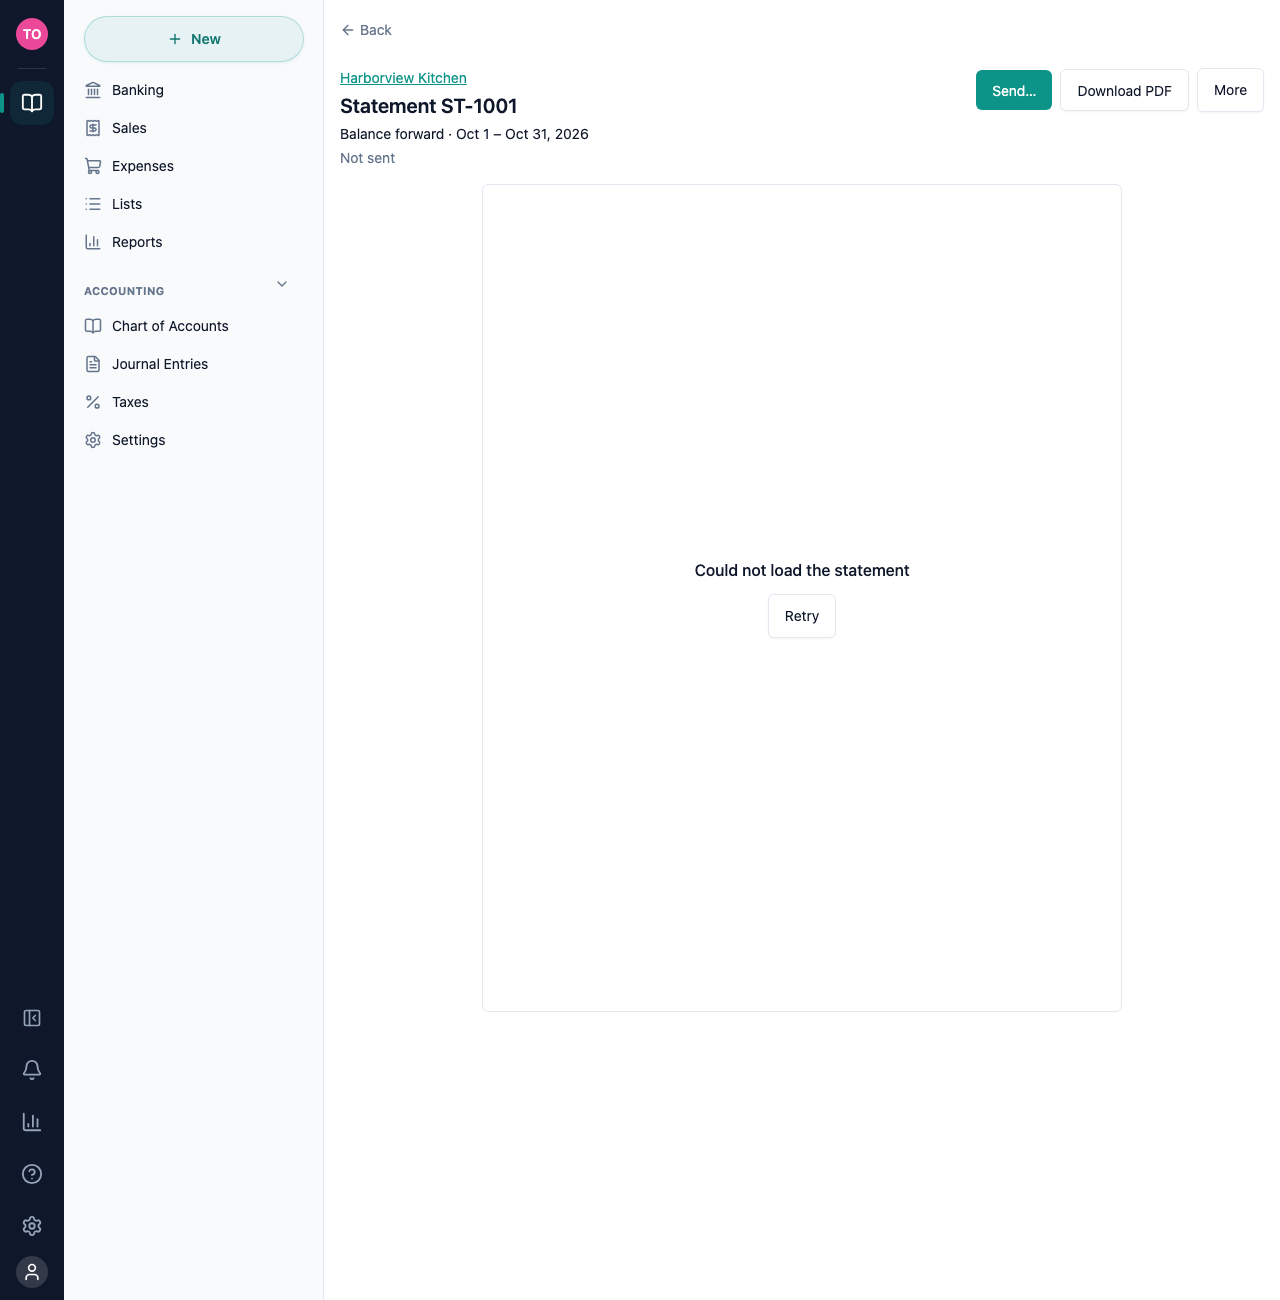 TO
New
Banking
Sales
Expenses
Lists
Reports
ACCOUNTING
Chart of Accounts
Journal Entries
Taxes
Settings
Back
Harborview Kitchen
Statement ST-1001
Balance forward · Oct 1 – Oct 31, 2026
Not sent
Send...
Download PDF
More
Could not load the statement
Retry